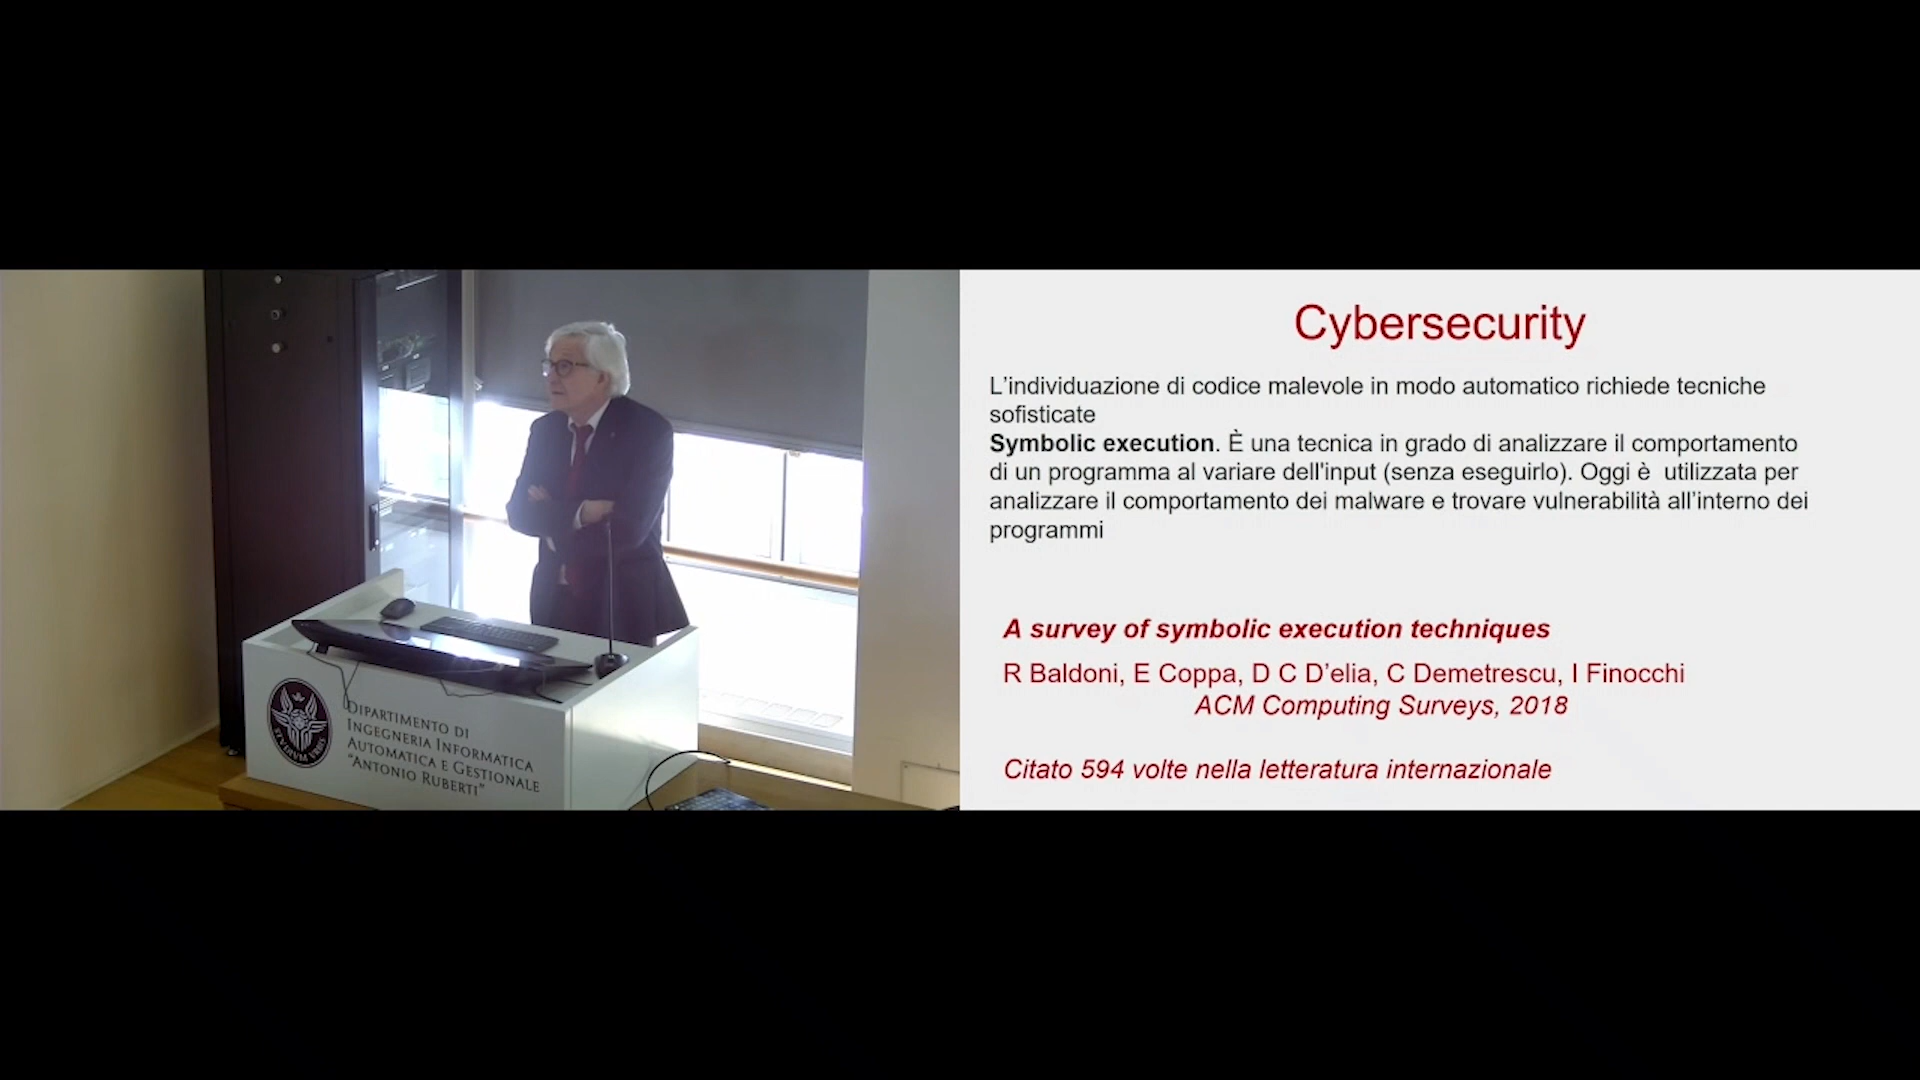 Cybersecurity
L’individuazione di codice malevole in modo automatico richiede tecniche
sofisticate
Symbolic execution. È una tecnica in grado di analizzare il comportamento
di un programma al variare dell'input (senza eseguirlo). Oggi è  utilizzata per
analizzare il comportamento dei malware e trovare vulnerabilità all’interno dei
programmi
A survey of symbolic execution techniques
R Baldoni, E Coppa, D C D’elia, C Demetrescu, I Finocchi
ACM Computing Surveys, 2018
Citato 594 volte nella letteratura internazionale
STVDIVM VRBIS
DIPARTIMENTO DI
INGEGNERIA INFORMATICA
AUTOMATICA E GESTIONALE
“ANTONIO RUBERTI”